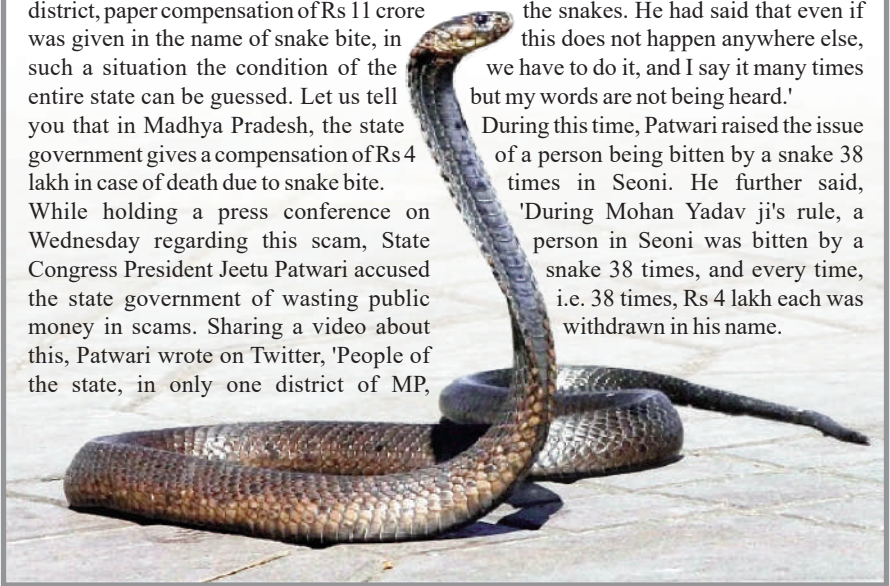 district, paper compensation of Rs 11 crore
was given in the name of snake bite, in
such a situation the condition of the
entire state can be guessed. Let us tell
you that in Madhya Pradesh, the state
government gives a compensation of Rs 4
lakh in case of death due to snake bite.
While holding a press conference on
Wednesday regarding this scam, State
Congress President Jeetu Patwari accused
the state government of wasting public
money in scams. Sharing a video about
this, Patwari wrote on Twitter, 'People of
the state, in only one district of MP,
the snakes. He had said that even if
this does not happen anywhere else,
we have to do it, and I say it many times
but my words are not being heard.'
During this time, Patwari raised the issue
of a person being bitten by a snake 38
times in Seoni. He further said,
'During Mohan Yadav ji's rule, a
person in Seoni was bitten by a
snake 38 times, and every time,
i.e. 38 times, Rs 4 lakh each was
withdrawn in his name.